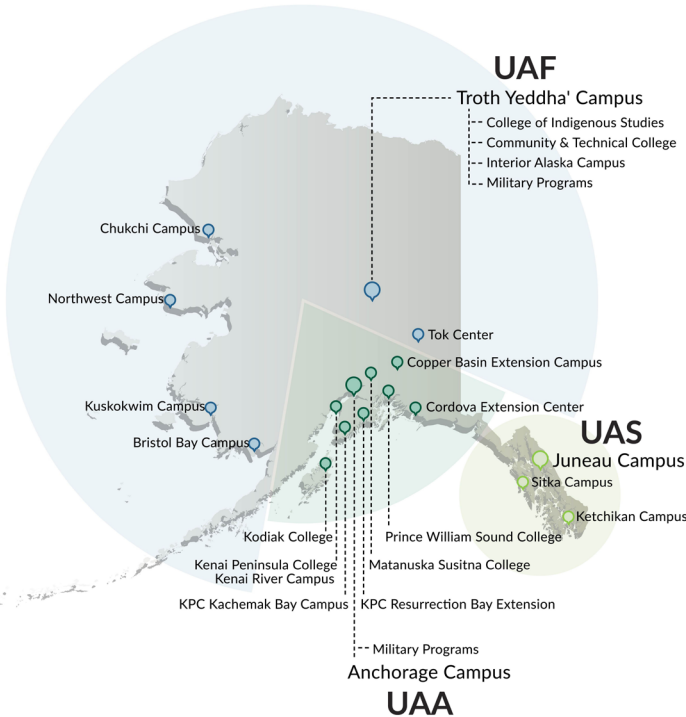 UAF
Troth Yeddha' Campus
College of Indigenous Studies
Community & Technical College
Interior Alaska Campus
Military Programs
Chukchi Campus
Northwest Campus
Tok Center
Copper Basin Extension Campus
Kuskokwim Campus
Cordova Extension Center
Bristol Bay Campus
UAS
Juneau Campus
Sitka Campus
Ketchikan Campus
Kodiak College
Prince William Sound College
Kenai Peninsula College
Kenai River Campus
Matanuska Susitna College
KPC Kachemak Bay Campus
KPC Resurrection Bay Extension
Military Programs
Anchorage Campus
UAA